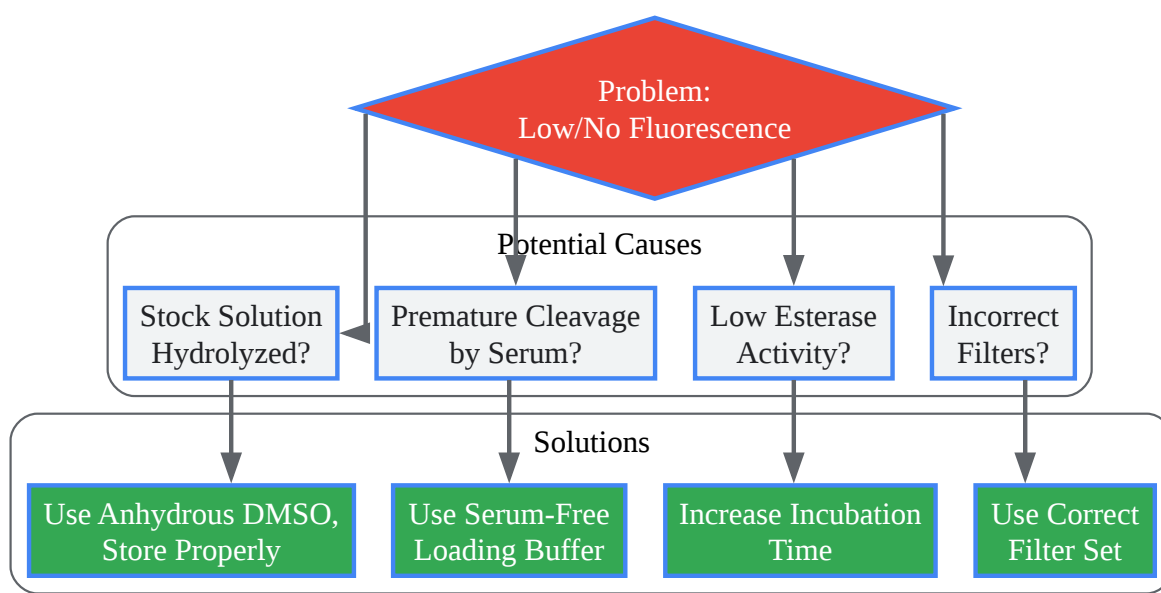 Problem:
Low/No Fluorescence
Potential Causes
Stock Solution
Hydrolyzed?
Premature Cleavage
by Serum?
Low Esterase
Activity?
Incorrect
Filters?
Solutions
Use Anhydrous DMSO,
Store Properly
Use Serum-Free
Loading Buffer
Increase Incubation
Time
Use Correct
Filter Set